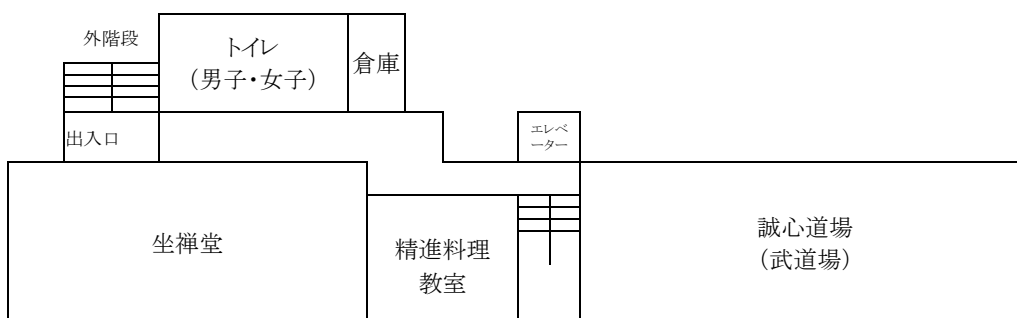 外階段
トイレ
（男子・女子）
倉庫
出入口
エレベ
ーター
坐禅堂
精進料理
教室
誠心道場
（武道場）